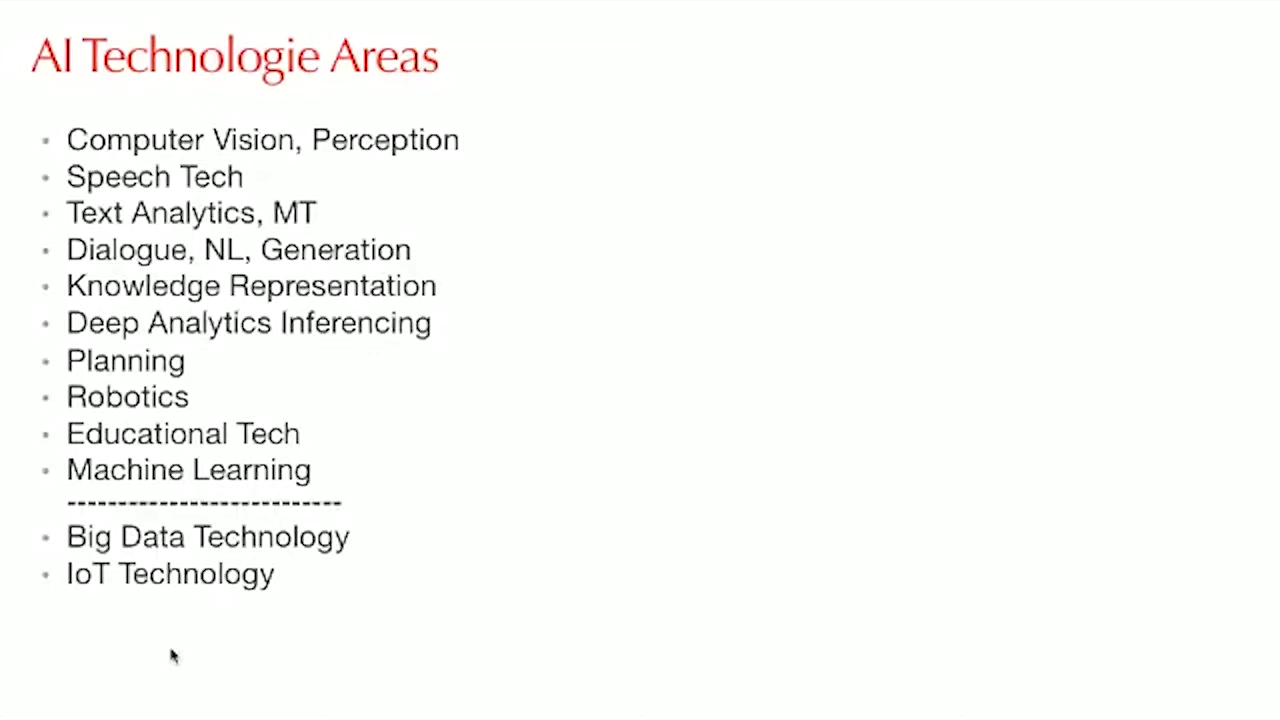 AI Technologie Areas
• Computer Vision, Perception
• Speech Tech
• Text Analytics, MT
• Dialogue, NL, Generation
• Knowledge Representation
• Deep Analytics Inferencing
• Planning
• Robotics
• Educational Tech
• Machine Learning
---------------------------
• Big Data Technology
• IoT Technology